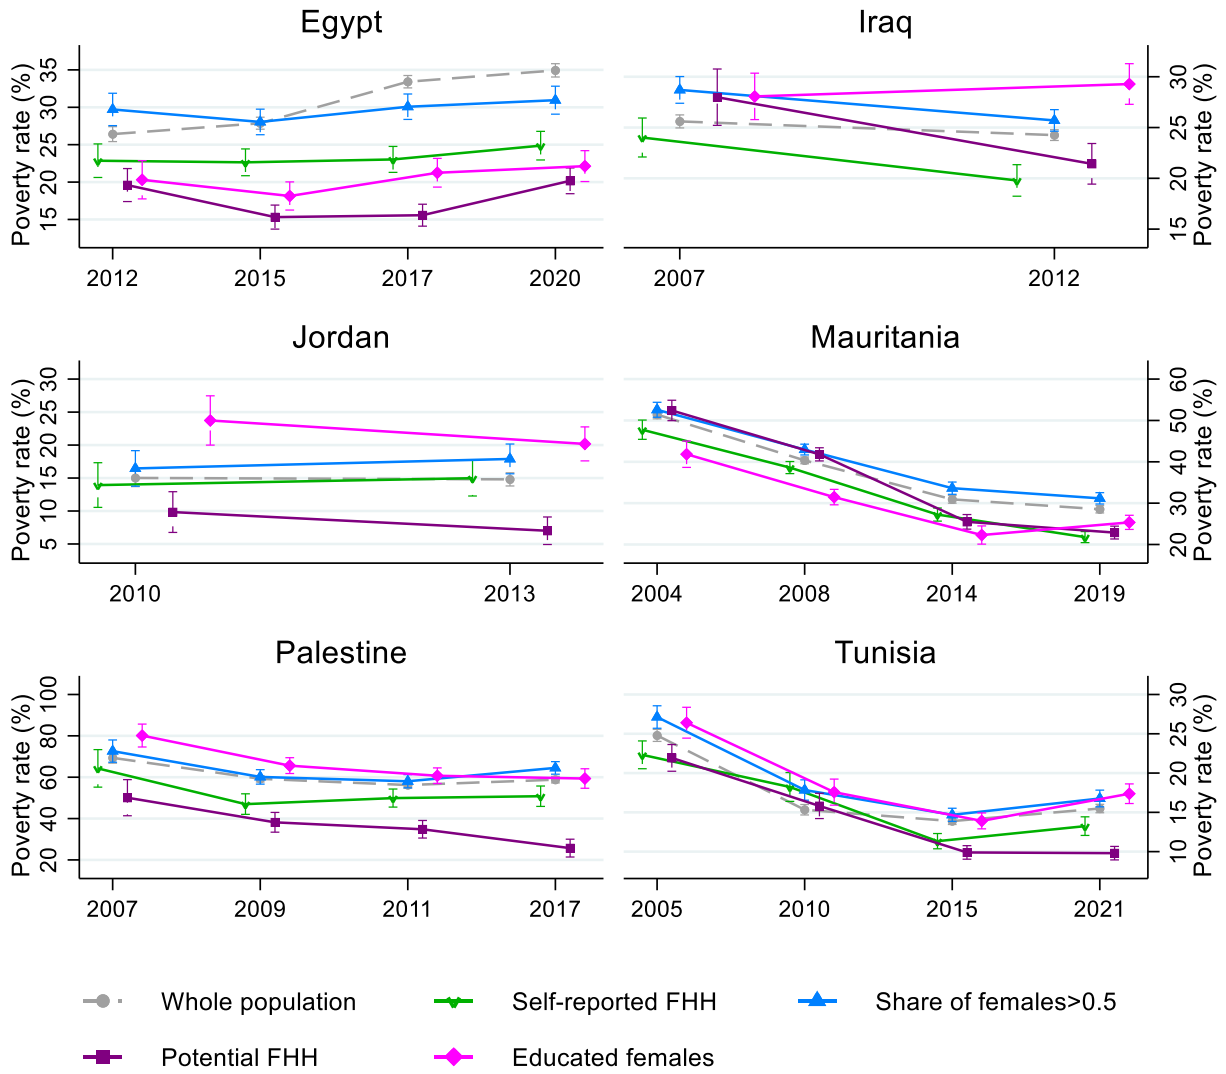 Egypt
Poverty rate (%)
35
30
25
20
15
2012 2015 2017 2020
Iraq
30
25
20
15
Poverty rate (%)
2007 2012
Jordan
Poverty rate (%)
30
25
20
15
10
5
2010 2013
Mauritania
60
50
40
30
20
Poverty rate (%)
2004 2008 2014 2019
Palestine
Poverty rate (%)
100
80
60
40
20
2007 2009 2011 2017
Tunisia
30
25
20
15
10
Poverty rate (%)
2005 2010 2015 2021
Whole population Self-reported FHH Share of females>0.5
Potential FHH Educated females